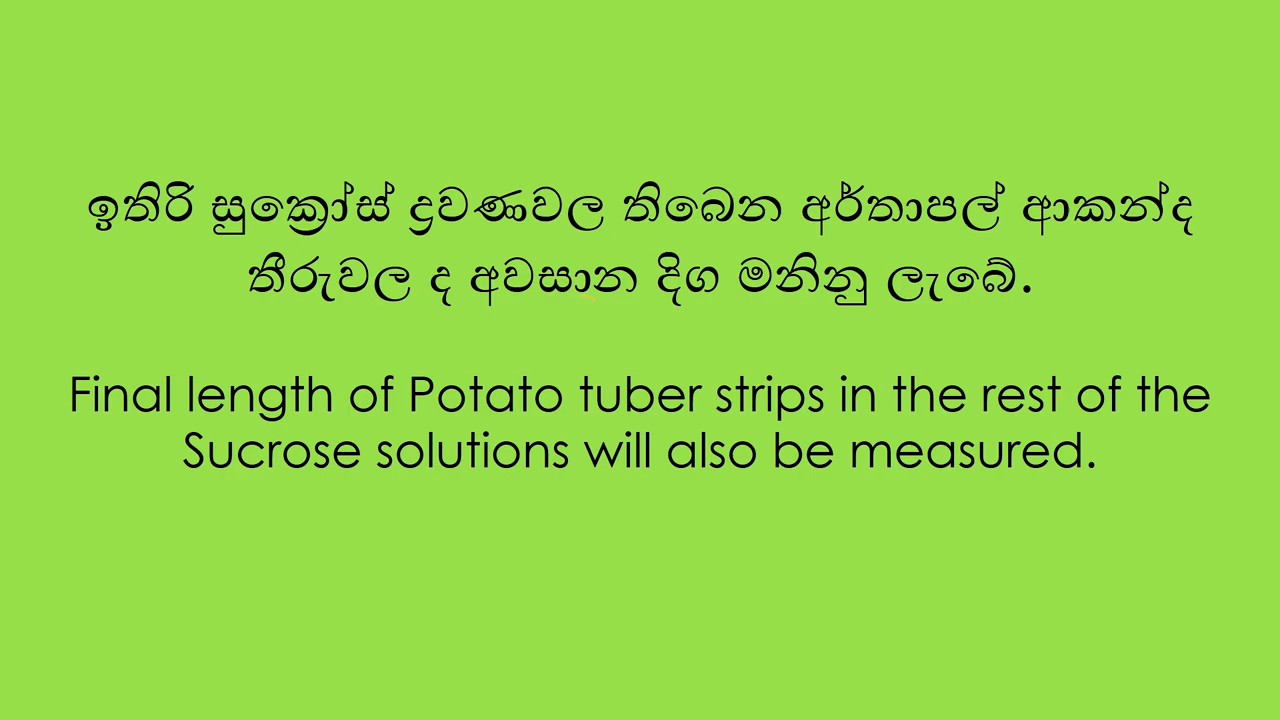 ඉතිරි සුක්‍රෝස් ද්‍රවණවල තිබෙන අර්තාපල් ආකන්ද
තීරුවල ද අවසාන දිග මනිනු ලැබේ.
Final length of Potato tuber strips in the rest of the
Sucrose solutions will also be measured.